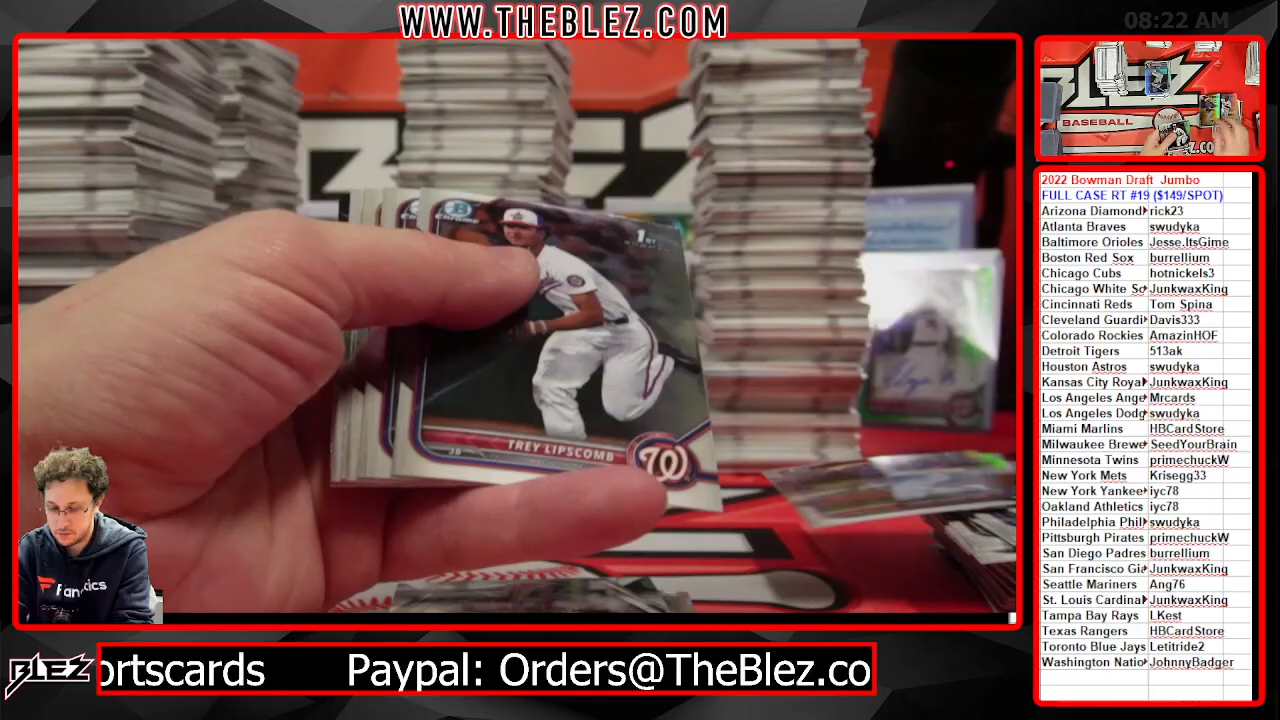 WWW.THEBLEZ.COM
08:22 AM
BLEZ
BASEBALL
1ST
TREY LIPSCOMB
3B
W
Fanatics
2022 Bowman Draft Jumbo
FULL CASE RT #19 ($149/SPOT)
Arizona Diamond rick23
Atlanta Braves swudyka
Baltimore Orioles Jesse.ItsGime
Boston Red Sox burrellium
Chicago Cubs hotnickels3
Chicago White So JunkwaxKing
Cincinnati Reds Tom Spina
Cleveland Guardi Davis333
Colorado Rockies AmazinHOF
Detroit Tigers 513ak
Houston Astros swudyka
Kansas City Royal JunkwaxKing
Los Angeles Ange Mrcards
Los Angeles Dodg swudyka
Miami Marlins HBCardStore
Milwaukee Brewe SeedYourBrain
Minnesota Twins primechuckW
New York Mets Krisegg33
New York Yankee iyc78
Oakland Athletics iyc78
Philadelphia Phil swudyka
Pittsburgh Pirates primechuckW
San Diego Padres burrellium
San Francisco Gia JunkwaxKing
Seattle Mariners Ang76
St. Louis Cardina JunkwaxKing
Tampa Bay Rays LKest
Texas Rangers HBCardStore
Toronto Blue Jays Letitride2
Washington Natio JohnnyBadger
BLEZ
ortscards Paypal: Orders@TheBlez.co